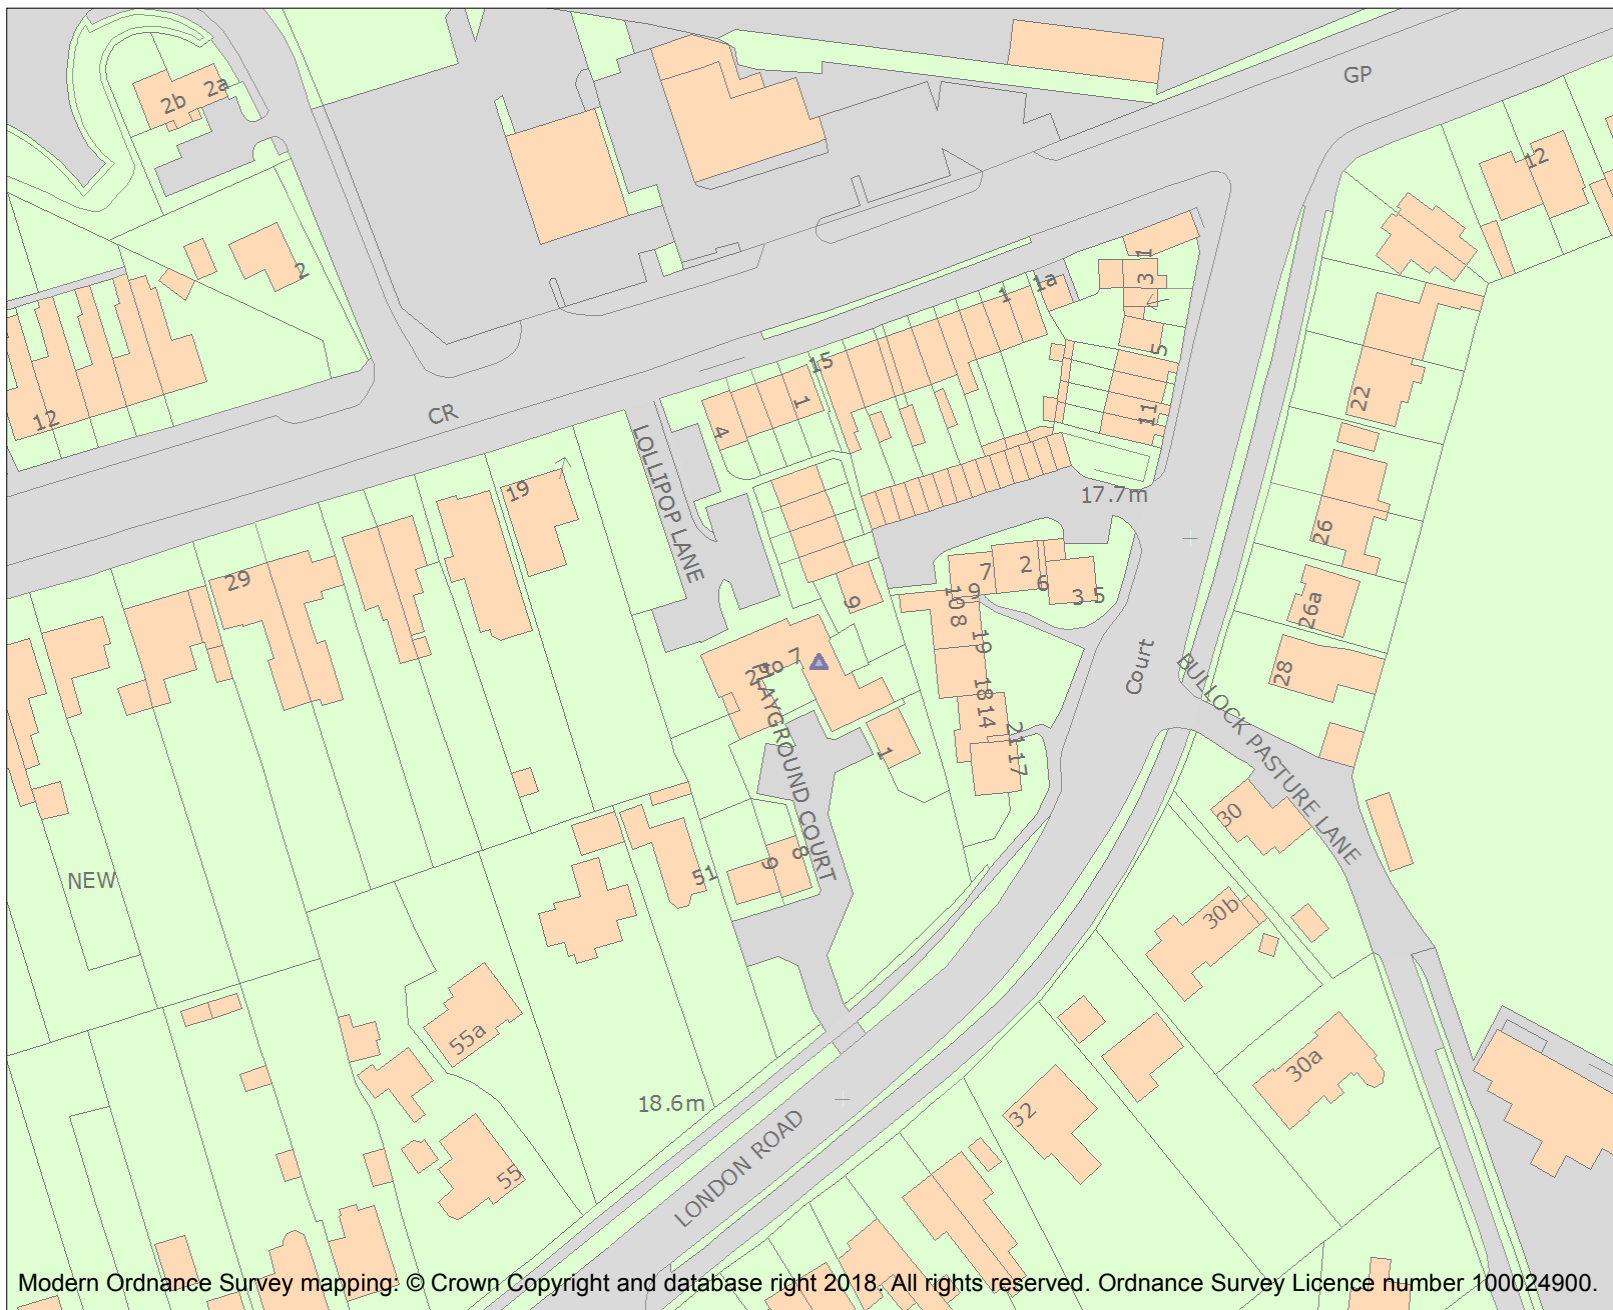 GP
2b 2a
12
2
1
3
1a
1
5
15
22
1
12
CR
4
11
LOLLIPOP LANE
19
17.7m
26
29
7 2
6
9
3 5
10
8
9
26a
19
7
2 to 7
Court
BULLOCK PASTURE LANE
28
18
14
PLAYGROUND COURT
21
17
1
30
8
9
51
NEW
30b
55a
30a
18.6m
32
LONDON ROAD
55
Modern Ordnance Survey mapping: © Crown Copyright and database right 2018. All rights reserved. Ordnance Survey Licence number 100024900.